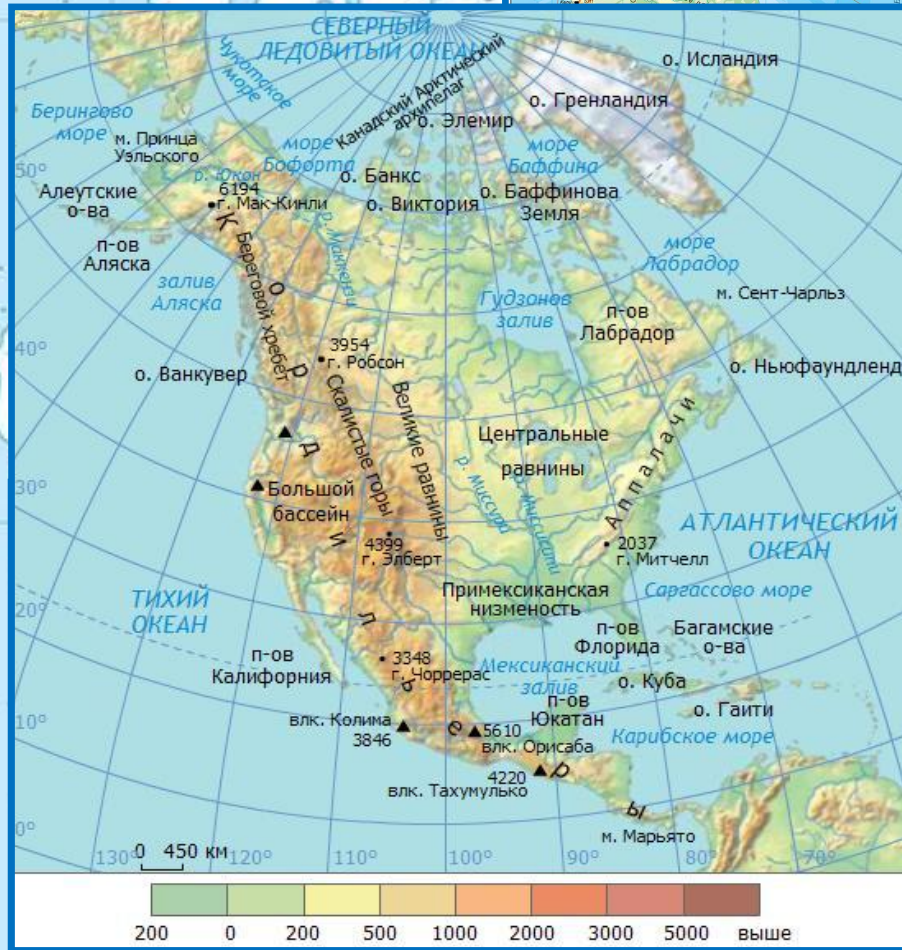 СЕВЕРНЫЙ
ЛЕДОВИТЫЙ ОКЕАН
Чукотское
море
о. Исландия
Канадский Арктический
архипелаг
о. Гренландия
о. Элемир
Берингово
море
м. Принца
Уэльского
море
Бофорта
море
Баффина
р. Юкон
о. Банкс
50°
6194
г. Мак-Кинли
Алеутские
о-ва
о. Виктория
о. Баффинова
Земля
р. Маккензи
п-ов
Аляска
Береговой хребет
море
Лабрадор
залив
Аляска
Гудзонов
залив
м. Сент-Чарльз
п-ов
Лабрадор
40°
3954
г. Робсон
о. Ванкувер
о. Ньюфаундленд
Скалистые горы
Великие равнины
Кордильеры
Центральные
равнины
Аппалачи
р. Миссури
р. Миссисипи
30°
Большой
бассейн
АТЛАНТИЧЕСКИЙ
ОКЕАН
4399
г. Элберт
2037
г. Митчелл
Примексиканская
низменость
Саргассово море
ТИХИЙ
ОКЕАН
20°
п-ов
Флорида
Багамские
о-ва
п-ов
Калифорния
3348
г. Чоррерас
Мексиканский
залив
о. Куба
п-ов
Юкатан
о. Гаити
10°
влк. Колима
3846
5610
влк. Орисаба
Карибское море
4220
влк. Тахумулько
0°
м. Марьято
0 450 км
130° 120° 110° 100° 90° 80° 70°
200 0 200 500 1000 2000 3000 5000 выше